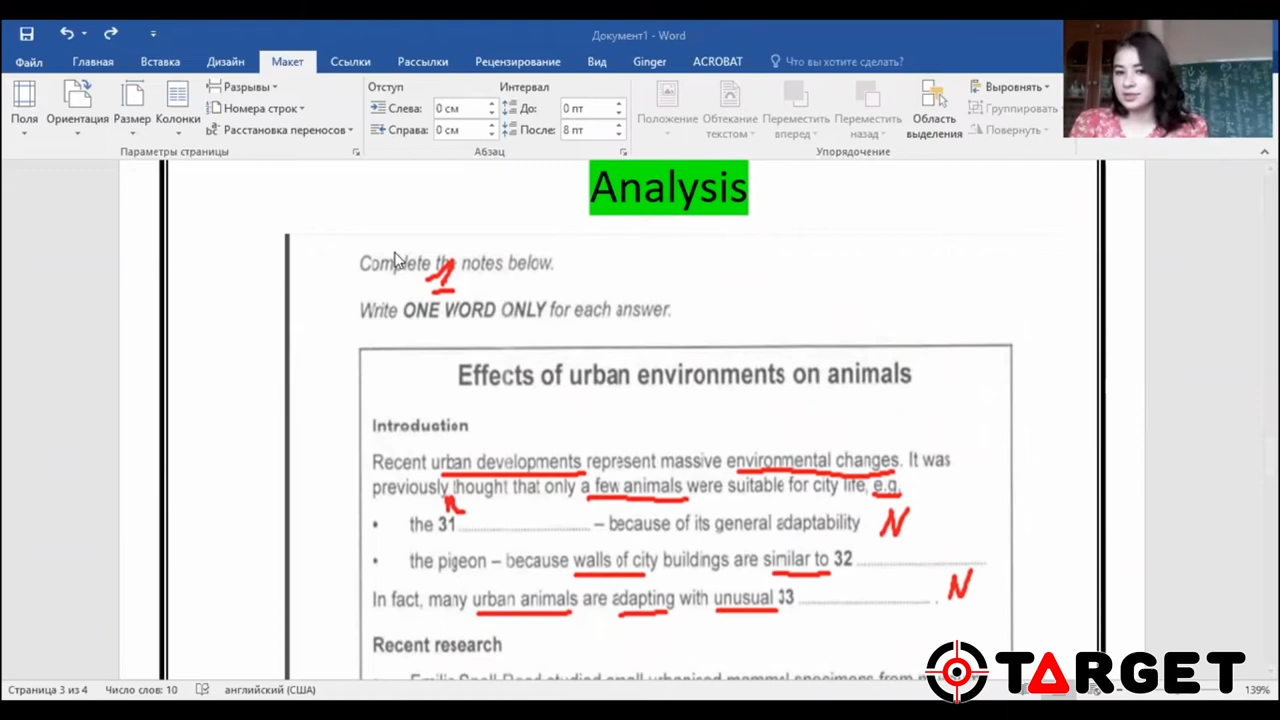 Документ1 - Word
Файл Главная Вставка Дизайн Макет Ссылки Рассылки Рецензирование Вид Ginger ACROBAT Что вы хотите сделать?
Поля Ориентация Размер Колонки
Разрывы
Номера строк
Расстановка переносов
Параметры страницы
Отступ Интервал
Слева: 0 см До: 0 пт
Справа: 0 см После: 8 пт
Абзац
Положение Обтекание текстом Переместить вперед Переместить назад Область выделения
Выровнять
Группировать
Повернуть
Упорядочение
Analysis
Complete the notes below.
1
Write ONE WORD ONLY for each answer.
Effects of urban environments on animals
Introduction
Recent urban developments represent massive environmental changes. It was
previously thought that only a few animals were suitable for city life, e.g.
• the 31 – because of its general adaptability N
• the pigeon – because walls of city buildings are similar to 32
In fact, many urban animals are adapting with unusual 33 . N
Recent research
TARGET
Страница 3 из 4 Число слов: 10 английский (США) 139%